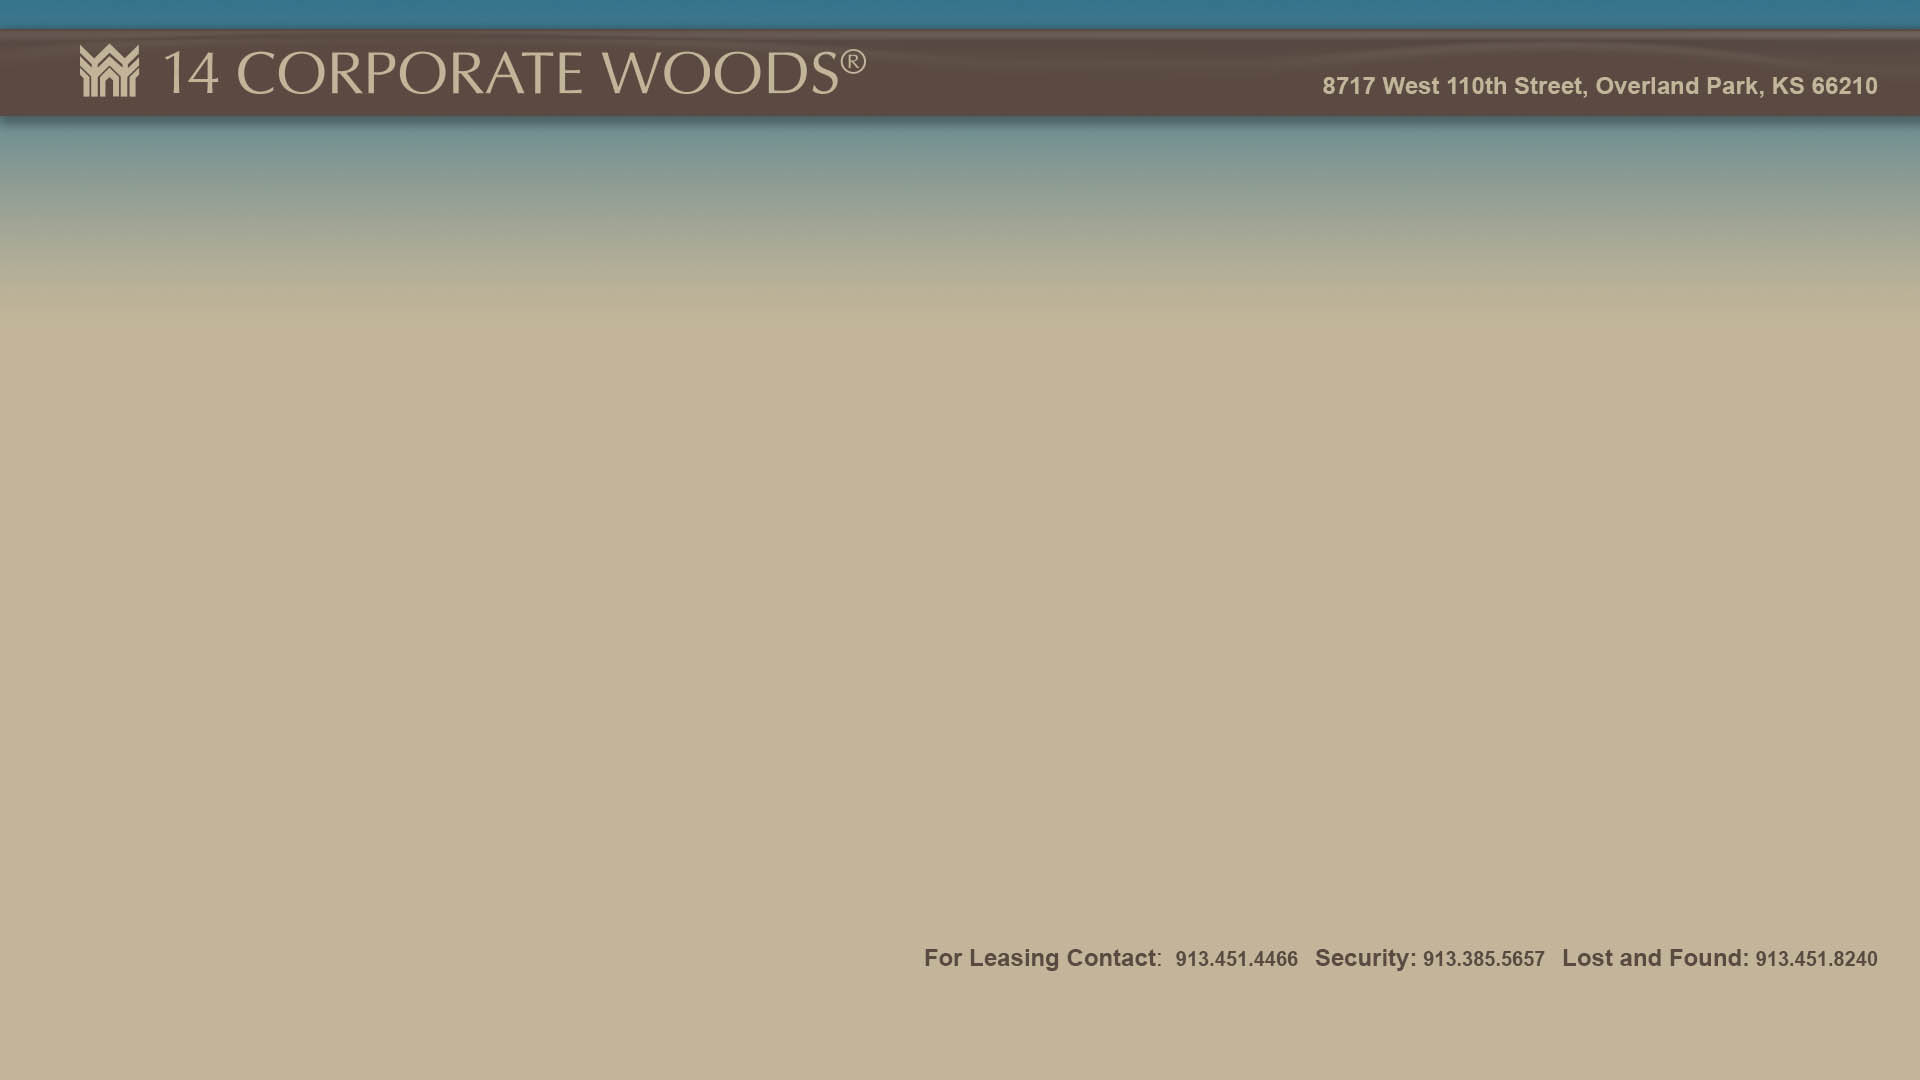 14 CORPORATE WOODS®
8717 West 110th Street, Overland Park, KS 66210
For Leasing Contact: 913.451.4466 Security: 913.385.5657 Lost and Found: 913.451.8240